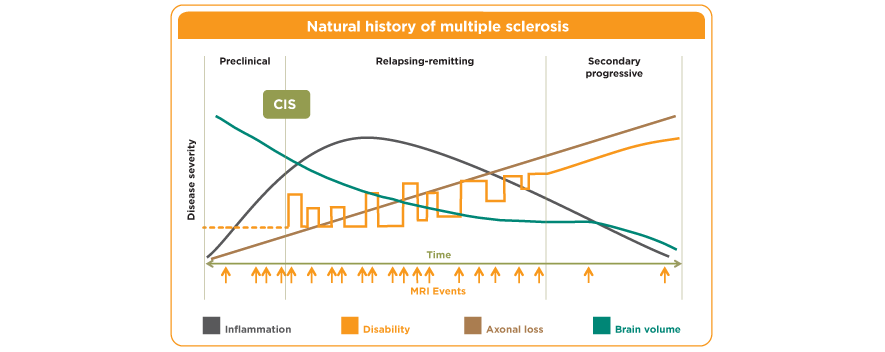 Natural history of multiple sclerosis
Preclinical
Relapsing-remitting
Secondary
progressive
CIS
Disease severity
Time
MRI Events
Inflammation
Disability
Axonal loss
Brain volume